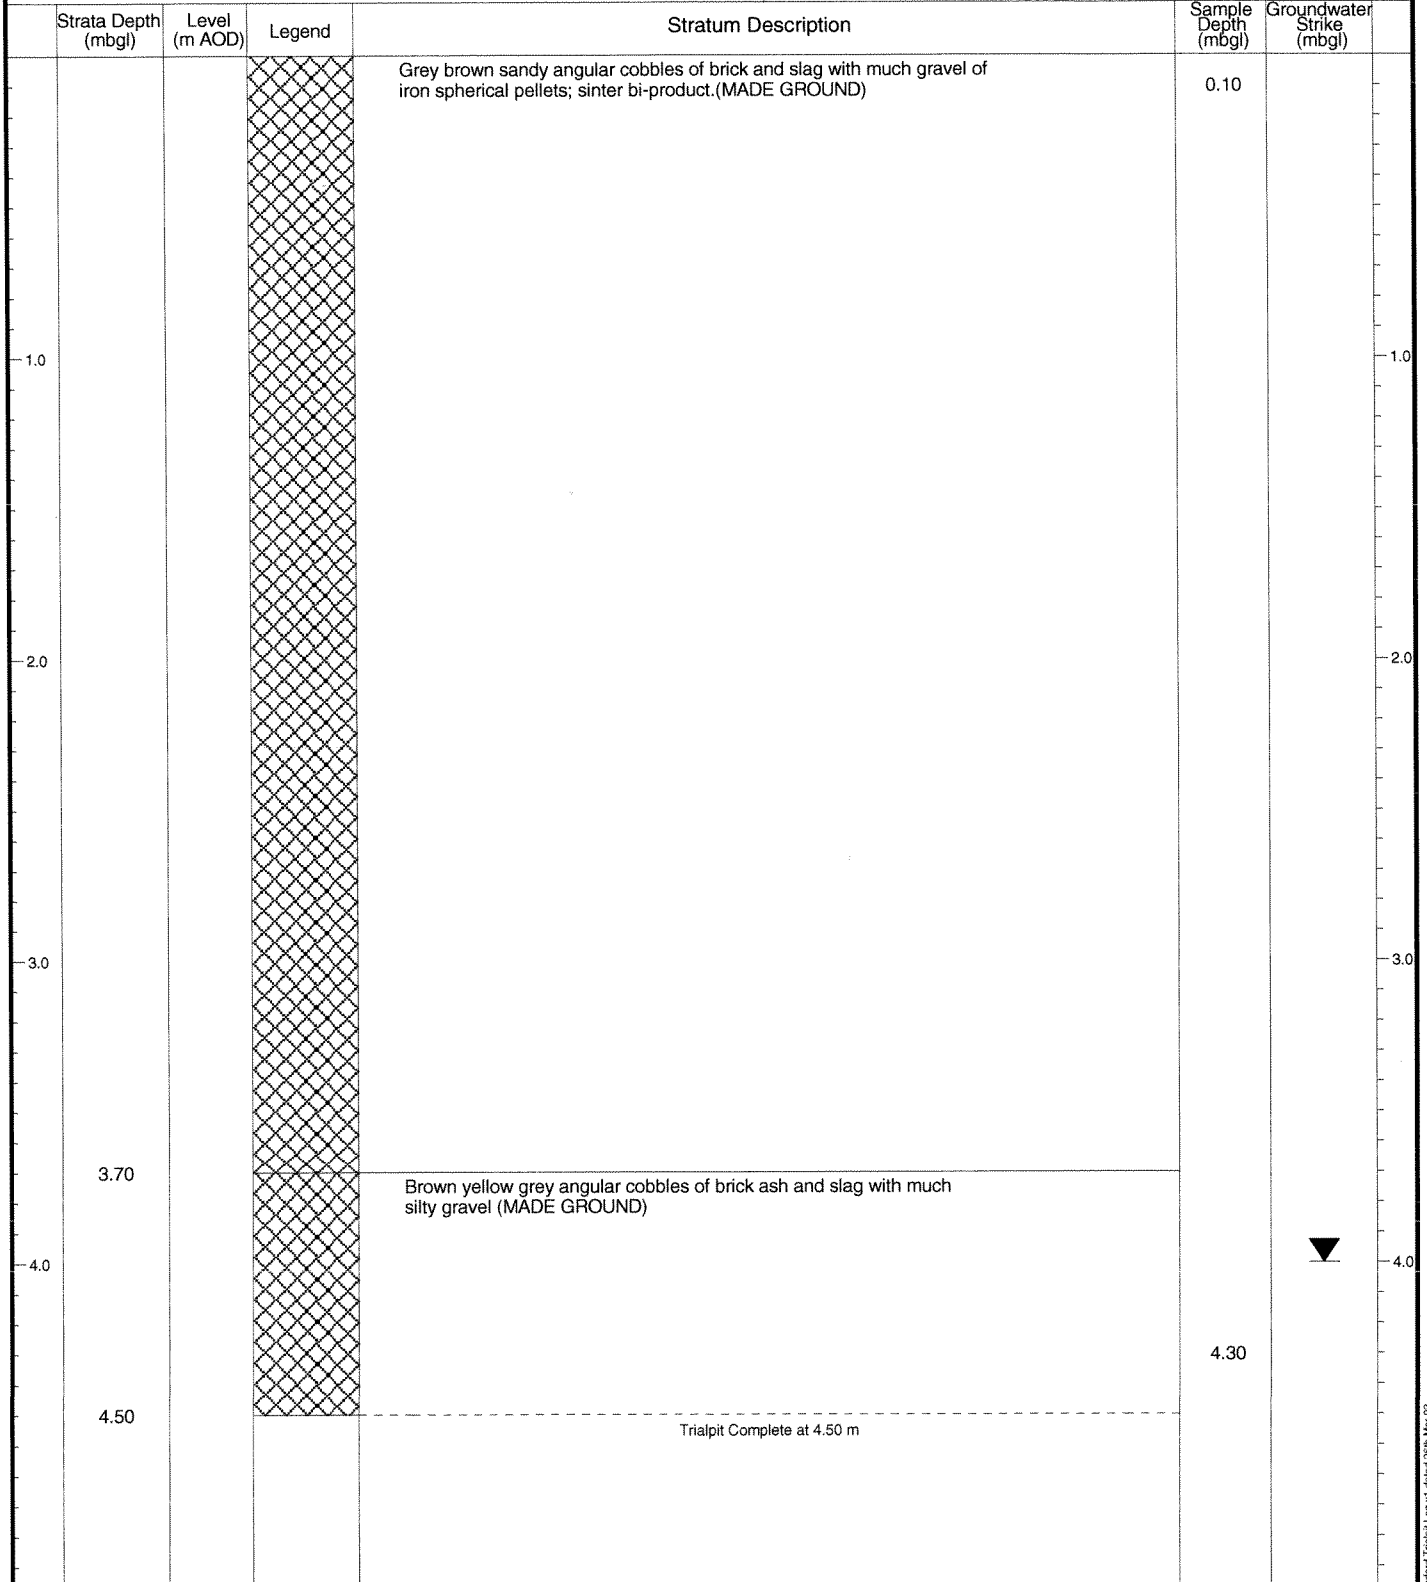 Strata Depth
(mbgl)
Level
(m AOD)
Legend
Stratum Description
Sample
Depth
(mbgl)
Groundwater
Strike
(mbgl)
Grey brown sandy angular cobbles of brick and slag with much gravel of
iron spherical pellets; sinter bi-product.(MADE GROUND)
0.10
1.0
1.0
2.0
2.0
3.0
3.0
3.70
Brown yellow grey angular cobbles of brick ash and slag with much
silty gravel (MADE GROUND)
4.0
4.0
4.30
4.50
Trialpit Complete at 4.50 m